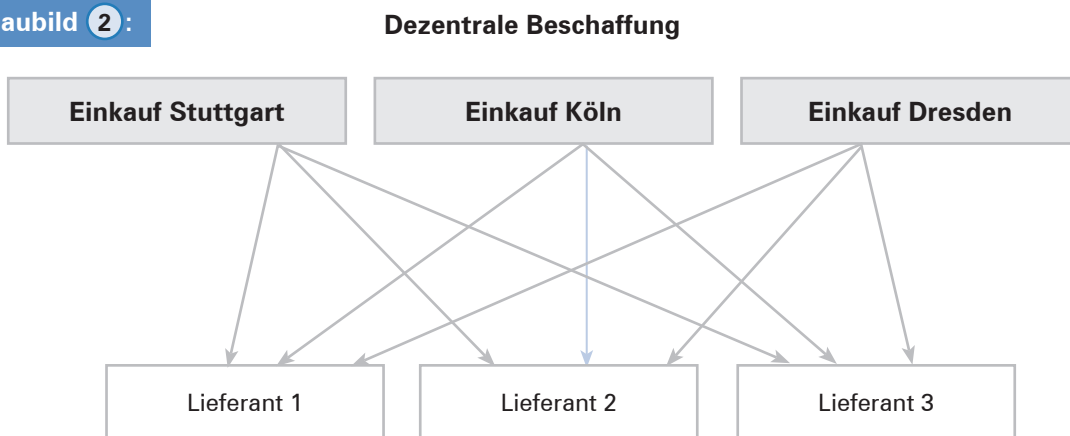 aubild 2:
Dezentrale Beschaffung
Einkauf Stuttgart
Einkauf Köln
Einkauf Dresden
Lieferant 1
Lieferant 2
Lieferant 3